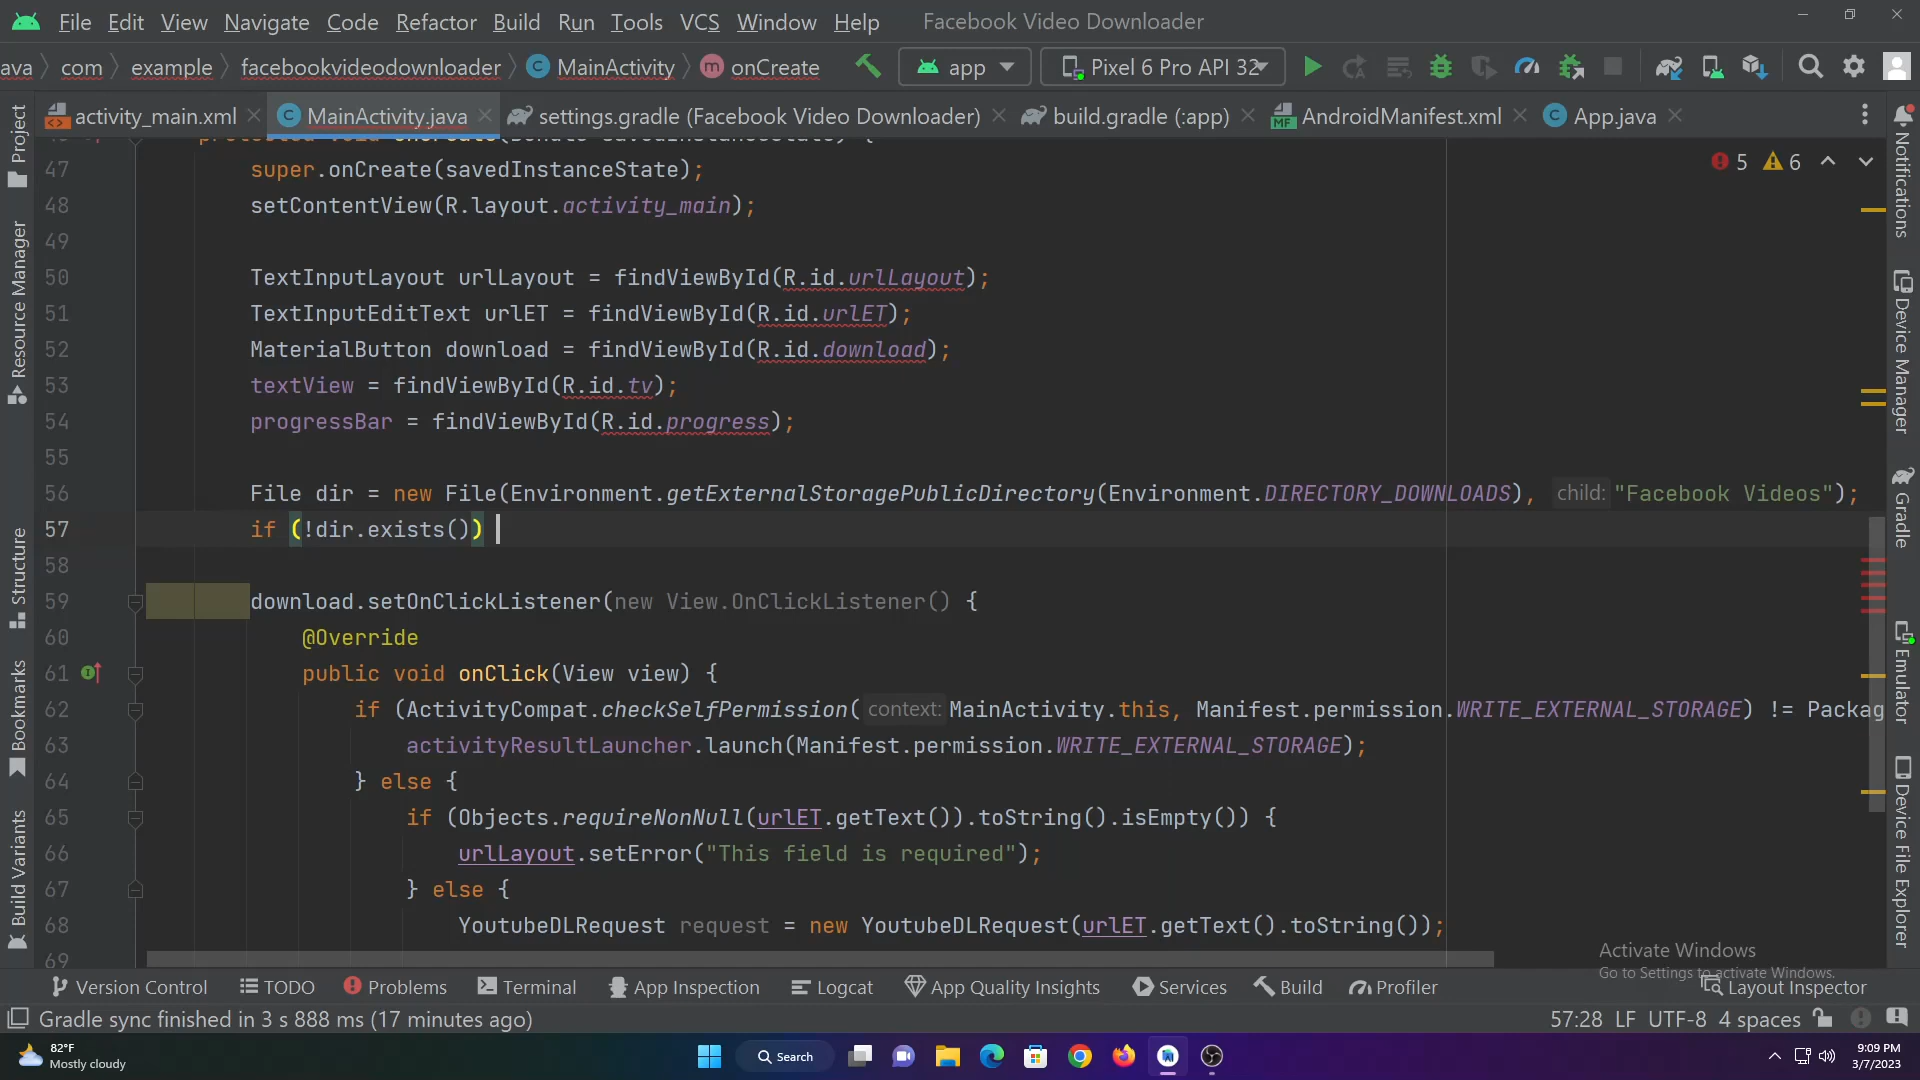 File Edit View Navigate Code Refactor Build Run Tools VCS Window Help Facebook Video Downloader
ava com example facebookvideodownloader MainActivity onCreate app Pixel 6 Pro API 32
activity_main.xml MainActivity.java settings.gradle (Facebook Video Downloader) build.gradle (:app) AndroidManifest.xml App.java
47 super.onCreate(savedInstanceState); 5 6
48 setContentView(R.layout.activity_main);
49
50 TextInputLayout urlLayout = findViewById(R.id.urlLayout);
51 TextInputEditText urlET = findViewById(R.id.urlET);
52 MaterialButton download = findViewById(R.id.download);
53 textView = findViewById(R.id.tv);
54 progressBar = findViewById(R.id.progress);
55
56 File dir = new File(Environment.getExternalStoragePublicDirectory(Environment.DIRECTORY_DOWNLOADS), child: "Facebook Videos");
57 if (!dir.exists())
58
59 download.setOnClickListener(new View.OnClickListener() {
60 @Override
61 public void onClick(View view) {
62 if (ActivityCompat.checkSelfPermission( context: MainActivity.this, Manifest.permission.WRITE_EXTERNAL_STORAGE) != Packag
63 activityResultLauncher.launch(Manifest.permission.WRITE_EXTERNAL_STORAGE);
64 } else {
65 if (Objects.requireNonNull(urlET.getText()).toString().isEmpty()) {
66 urlLayout.setError("This field is required");
67 } else {
68 YoutubeDLRequest request = new YoutubeDLRequest(urlET.getText().toString());
69
Project
Resource Manager
Structure
Bookmarks
Build Variants
Notifications
Device Manager
Gradle
Emulator
Device File Explorer
Activate Windows
Go to Settings to activate Windows.
Version Control TODO Problems Terminal App Inspection Logcat App Quality Insights Services Build Profiler Layout Inspector
Gradle sync finished in 3 s 888 ms (17 minutes ago) 57:28 LF UTF-8 4 spaces
82°F
Mostly cloudy
Search
9:09 PM
3/7/2023